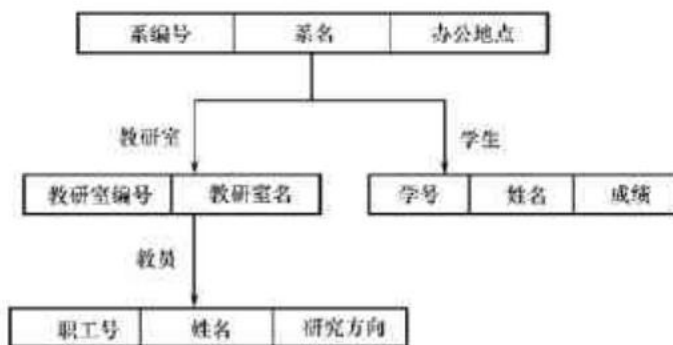 系编号 系名 办公地点
教研室 学生
教研室编号 教研室名 学号 姓名 成绩
教员
职工号 姓名 研究方向